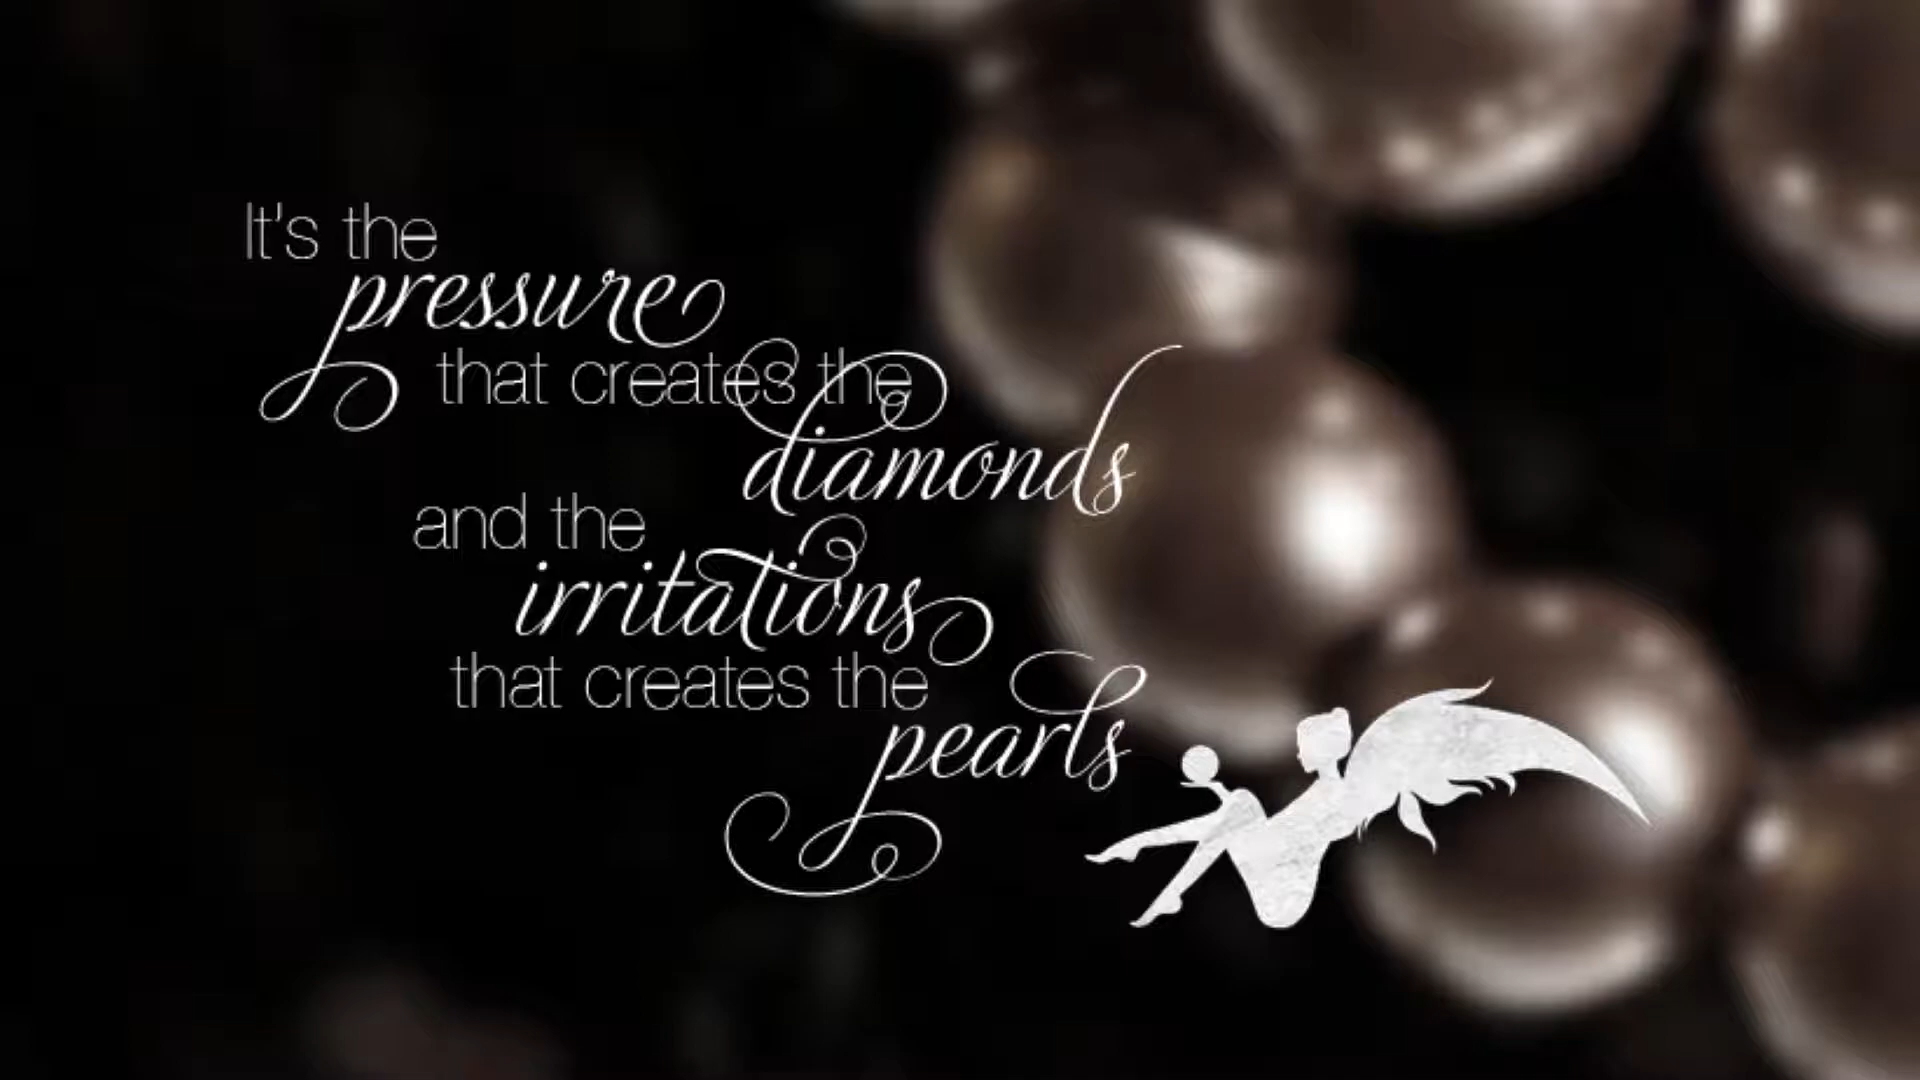 It's the
pressure
that creates the
diamonds
and the
irritations
that creates the
pearls